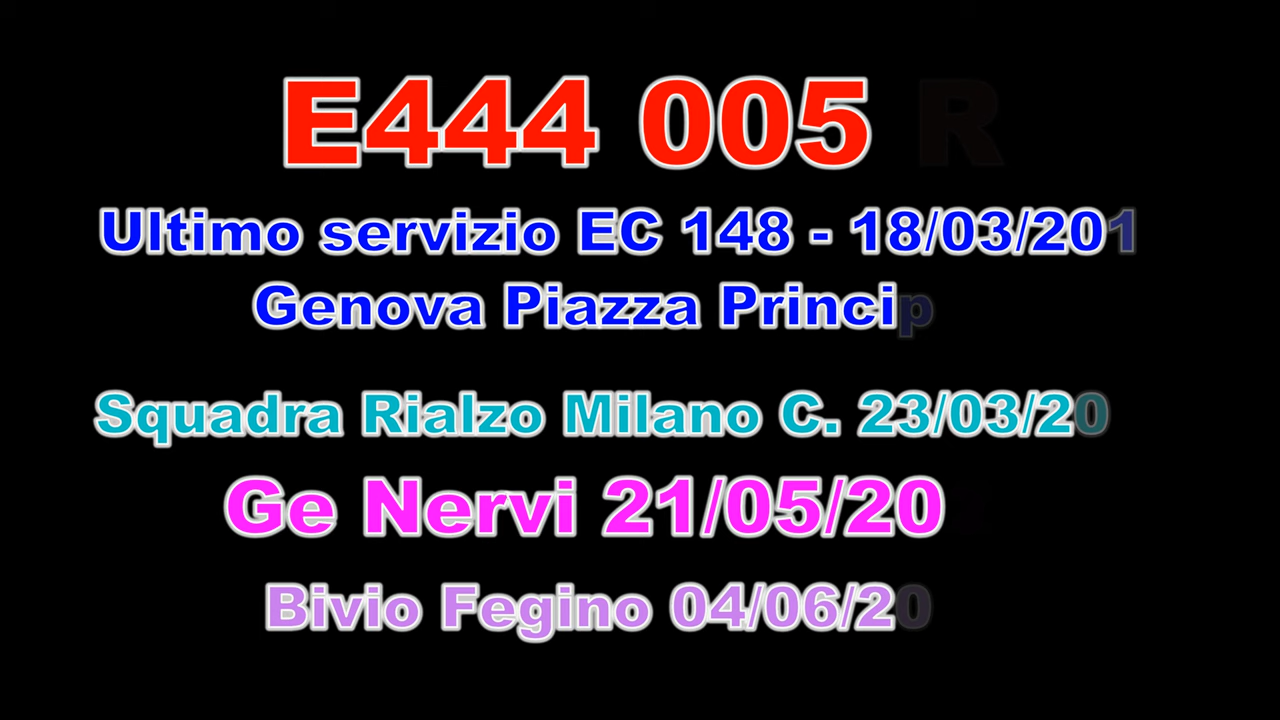 E444 005 R
Ultimo servizio EC 148 - 18/03/201
Genova Piazza Princip
Squadra Rialzo Milano C. 23/03/20
Ge Nervi 21/05/20
Bivio Fegino 04/06/20